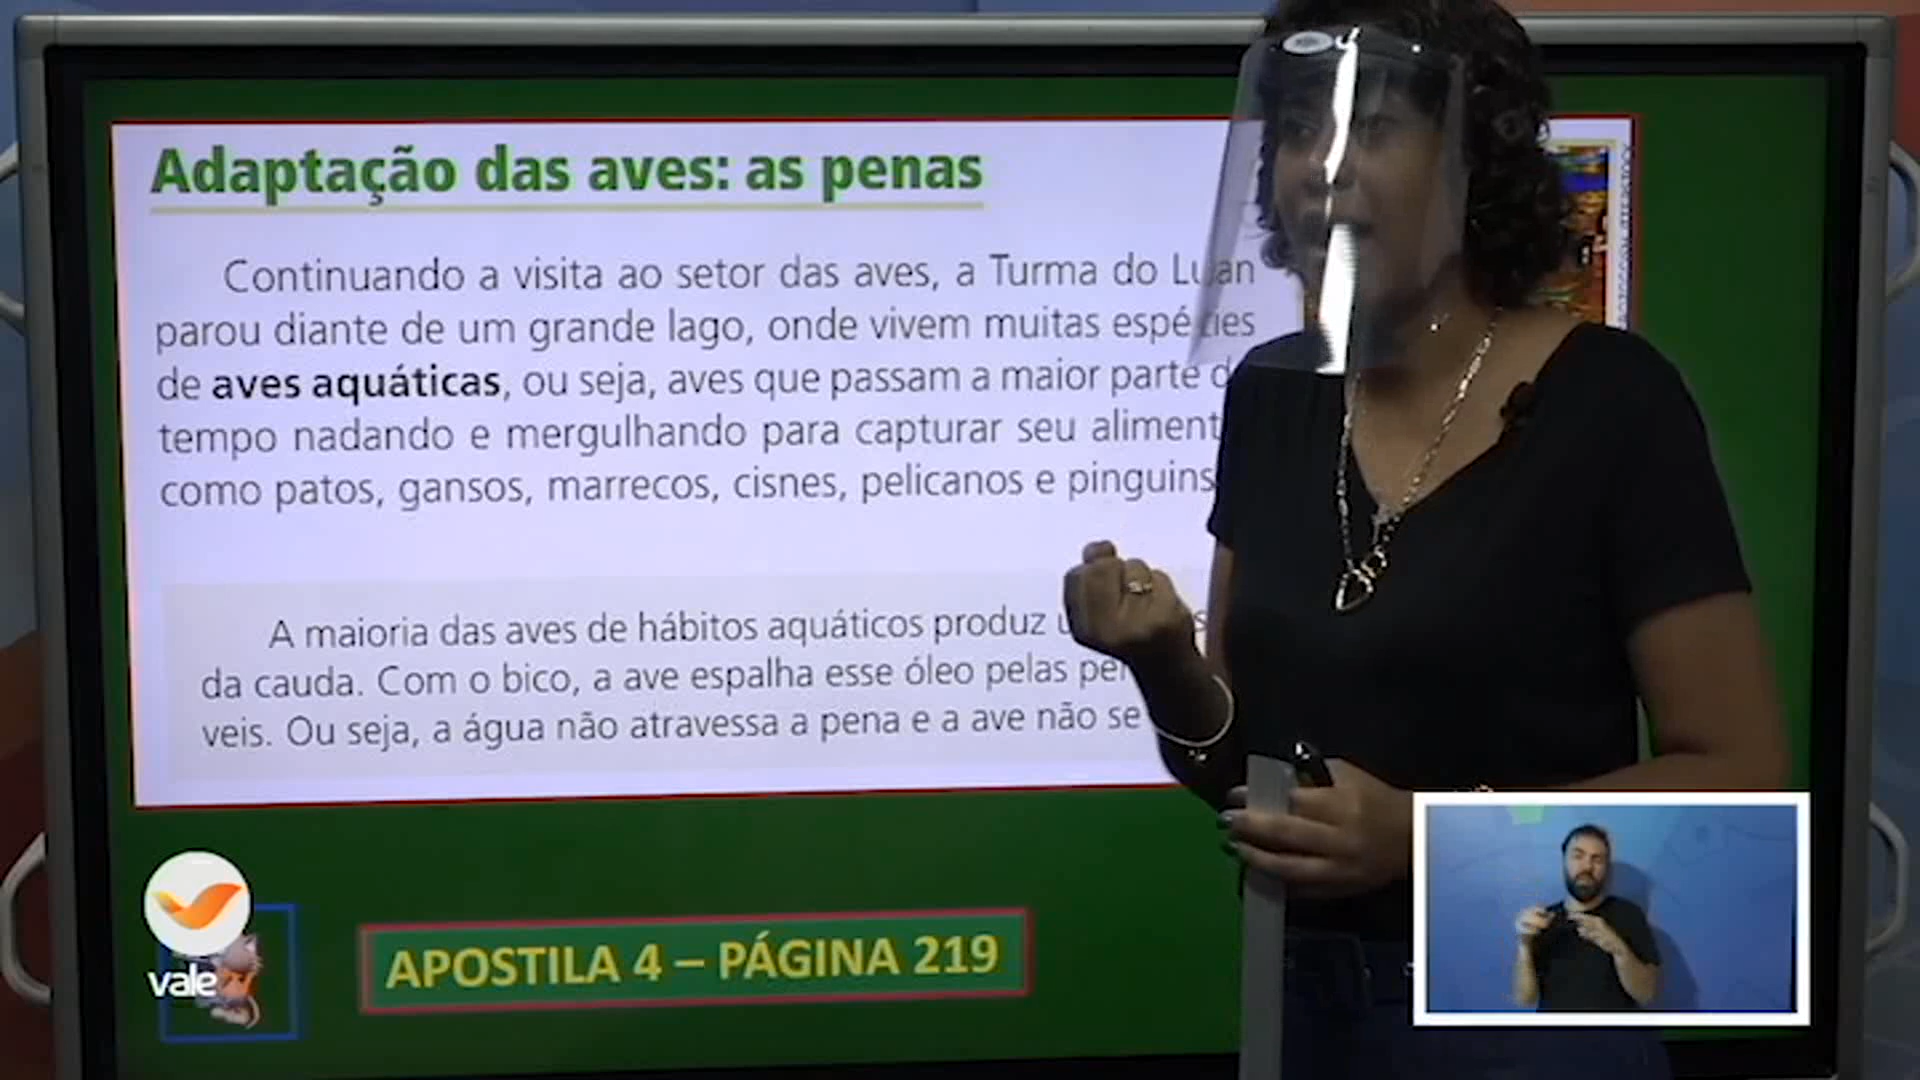 Adaptação das aves: as penas
Continuando a visita ao setor das aves, a Turma do Luan
parou diante de um grande lago, onde vivem muitas espécies
de aves aquáticas, ou seja, aves que passam a maior parte
tempo nadando e mergulhando para capturar seu aliment
como patos, gansos, marrecos, cisnes, pelicanos e pinguins
A maioria das aves de hábitos aquáticos produz
da cauda. Com o bico, a ave espalha esse óleo pelas
veis. Ou seja, a água não atravessa a pena e a ave não se
APOSTILA 4 – PÁGINA 219
vale tv